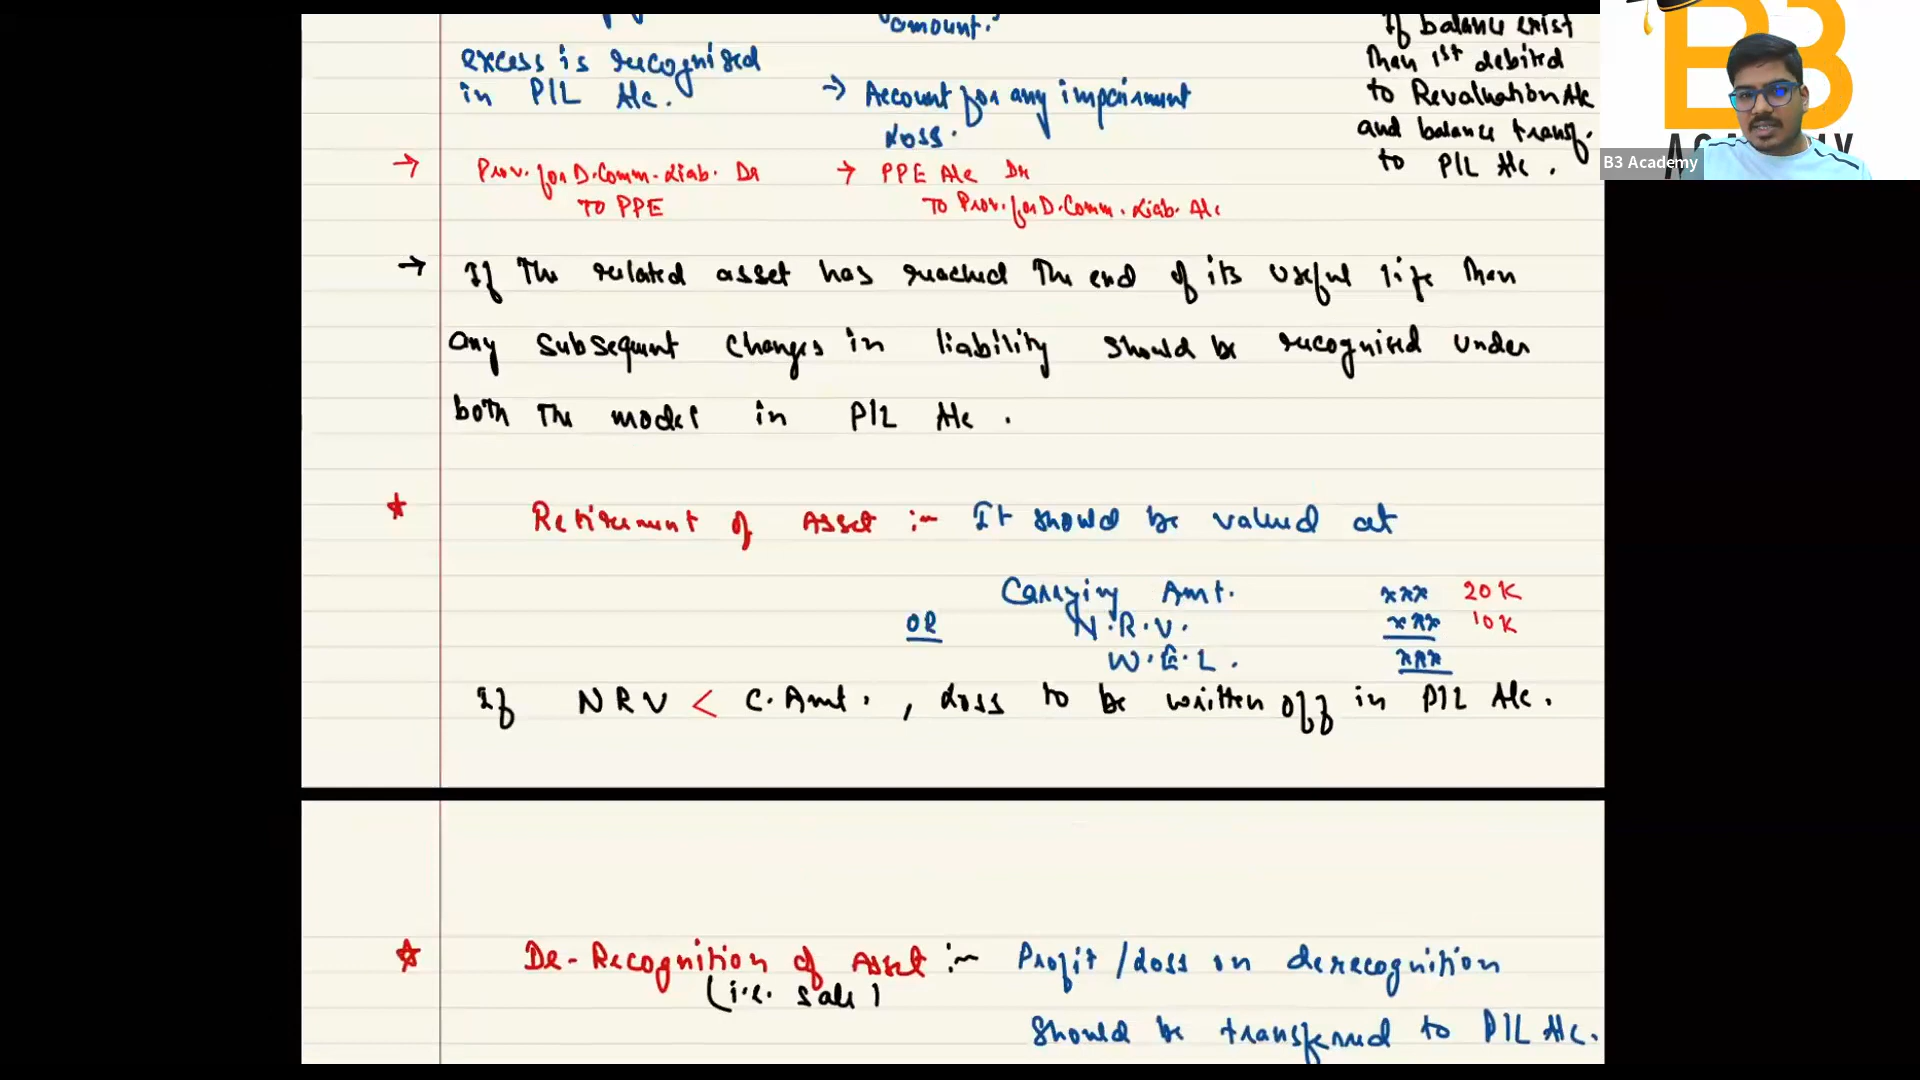 amount.
If balance exist
excess is recognised
Than 1st debited
in P/L A/c.
→ Account for any impairment
to Revaluation A/c
Loss.
and balance transf.
to P/L A/c.
→ Prov. for D.Comm. Liab. Dr
→ PPE A/c Dr
To PPE
To Prov. for D.Comm. Liab. A/c
→ If The related asset has reached The end of its useful life Then
any subsequent changes in liability should be recognised under
both The model in P/L A/c.
★ Retirement of Asset :- It should be valued at
Carrying Amt. xxx 20K
OR N.R.V. xxx 10K
W.E.L. xxx
If NRV < C.Amt., Loss to be written off in P/L A/c.
★ De-Recognition of Asset :- Profit/Loss on derecognition
(i.e. sale)
should be transferred to P/L A/c.
B3
B3 Academy